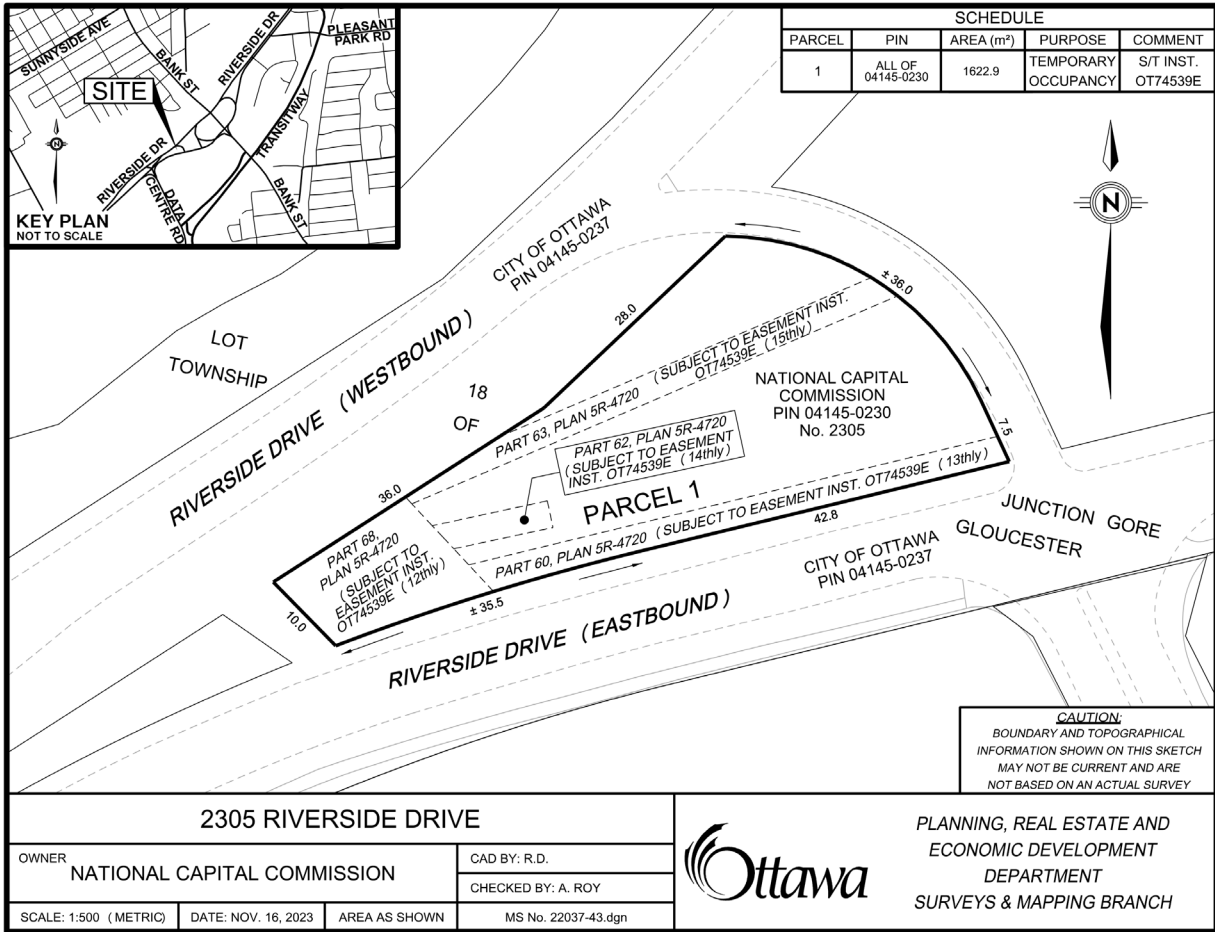 SUNNYSIDE AVE
BANK ST
RIVERSIDE DR
PLEASANT
PARK RD
SITE
N
TRANSITWAY
RIVERSIDE DR
DATA
CENTRE RD
BANK ST
KEY PLAN
NOT TO SCALE
SCHEDULE
PARCEL PIN AREA (m²) PURPOSE COMMENT
1 ALL OF 04145-0230 1622.9 TEMPORARY OCCUPANCY S/T INST. OT74539E
N
CITY OF OTTAWA
PIN 04145-0237
LOT
TOWNSHIP
18
OF
RIVERSIDE DRIVE (WESTBOUND)
28.0
± 36.0
(SUBJECT TO EASEMENT INST.
OT74539E (15thly)
PART 63, PLAN 5R-4720
NATIONAL CAPITAL
COMMISSION
PIN 04145-0230
No. 2305
7.5
PART 62, PLAN 5R-4720
(SUBJECT TO EASEMENT
INST. OT74539E (14thly)
36.0
PARCEL 1
PART 68,
PLAN 5R-4720
(SUBJECT TO
EASEMENT INST.
OT74539E (12thly)
PART 60, PLAN 5R-4720 (SUBJECT TO EASEMENT INST. OT74539E (13thly)
42.8
± 35.5
10.0
JUNCTION GORE
GLOUCESTER
CITY OF OTTAWA
PIN 04145-0237
RIVERSIDE DRIVE (EASTBOUND)
CAUTION:
BOUNDARY AND TOPOGRAPHICAL
INFORMATION SHOWN ON THIS SKETCH
MAY NOT BE CURRENT AND ARE
NOT BASED ON AN ACTUAL SURVEY
2305 RIVERSIDE DRIVE
OWNER
NATIONAL CAPITAL COMMISSION
CAD BY: R.D.
CHECKED BY: A. ROY
SCALE: 1:500 (METRIC) DATE: NOV. 16, 2023 AREA AS SHOWN MS No. 22037-43.dgn
Ottawa
PLANNING, REAL ESTATE AND
ECONOMIC DEVELOPMENT
DEPARTMENT
SURVEYS & MAPPING BRANCH